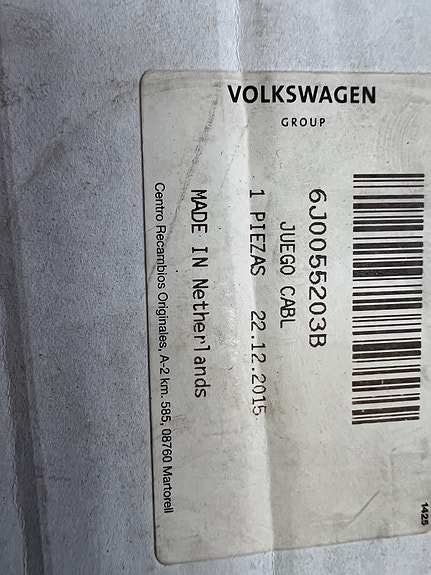 VOLKSWAGEN
GROUP
6J0055203B
JUEGO CABL
1 PIEZAS 22.12.2015
MADE IN Netherlands
Centro Recambios Originales, A-2 km. 585, 08760 Martorell
1425